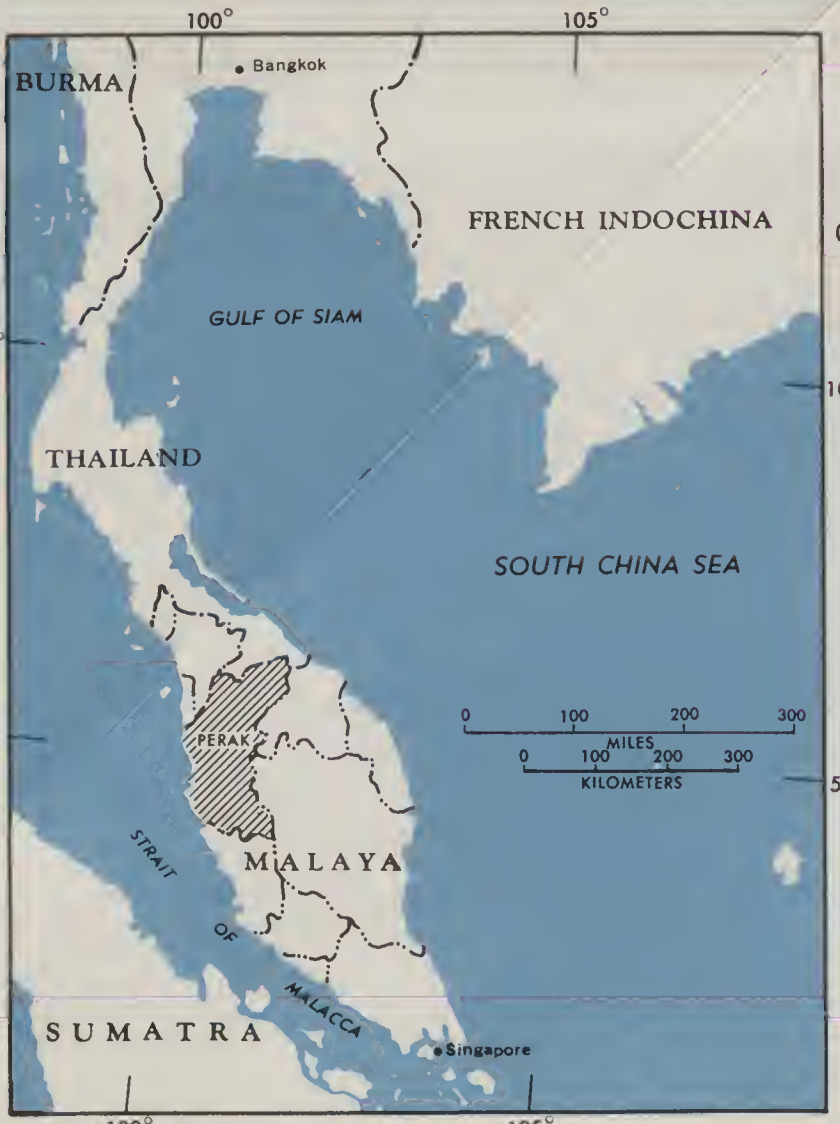 100°
105°
Bangkok
BURMA
FRENCH INDOCHINA
GULF OF SIAM
THAILAND
SOUTH CHINA SEA
0 100 200 300
MILES
0 100 200 300
KILOMETERS
PERAK
5
STRAIT
OF
MALACCA
MALAYA
SUMATRA
Singapore